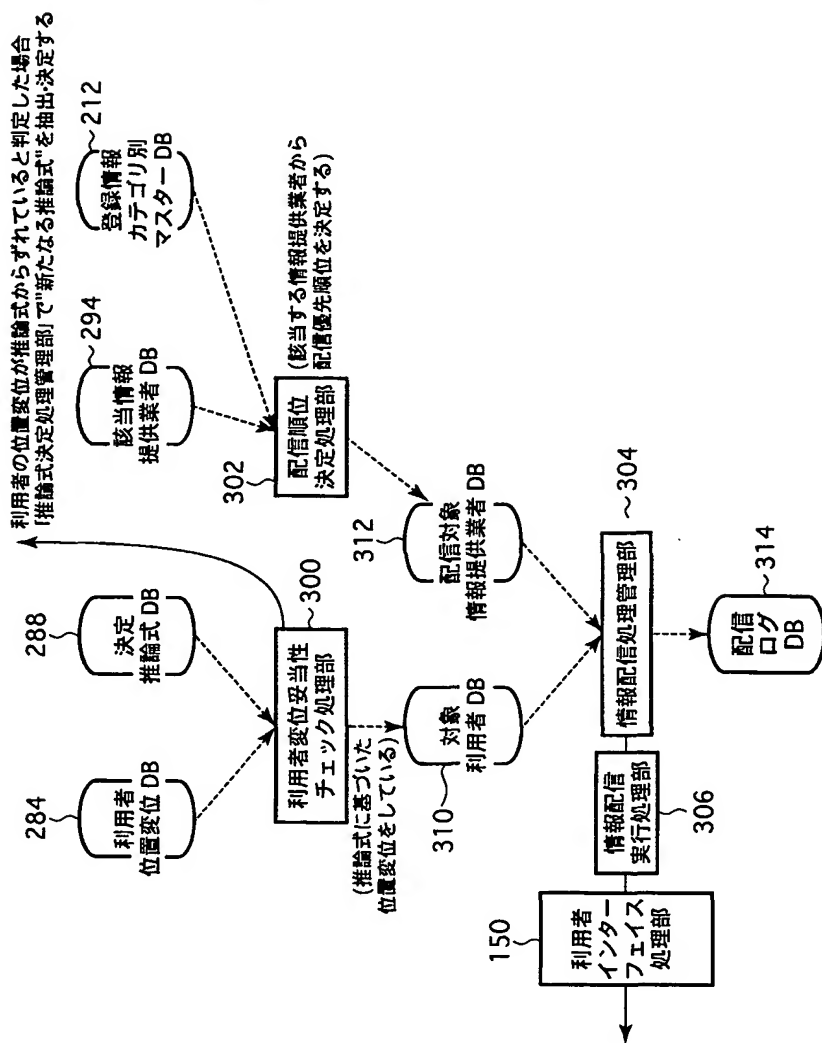 利用者の位置変位が推論式からずれていると判定した場合
「推論式決定処理管理部」で"新たなる推論式"を抽出・決定する
284
利用者
位置変位 DB
288
決定
推論式 DB
294
該当情報
提供業者 DB
212
登録情報
カテゴリ別
マスターDB
300
利用者変位妥当性
チェック処理部
302
配信順位
決定処理部
(該当する情報提供業者から
配信優先順位を決定する)
(推論式に基づいた
位置変位をしている)
310
対象
利用者 DB
312
配信対象
情報提供業者 DB
150
利用者
インター
フェイス
処理部
306
情報配信
実行処理部
情報配信処理管理部
304
314
配信
ログ
DB